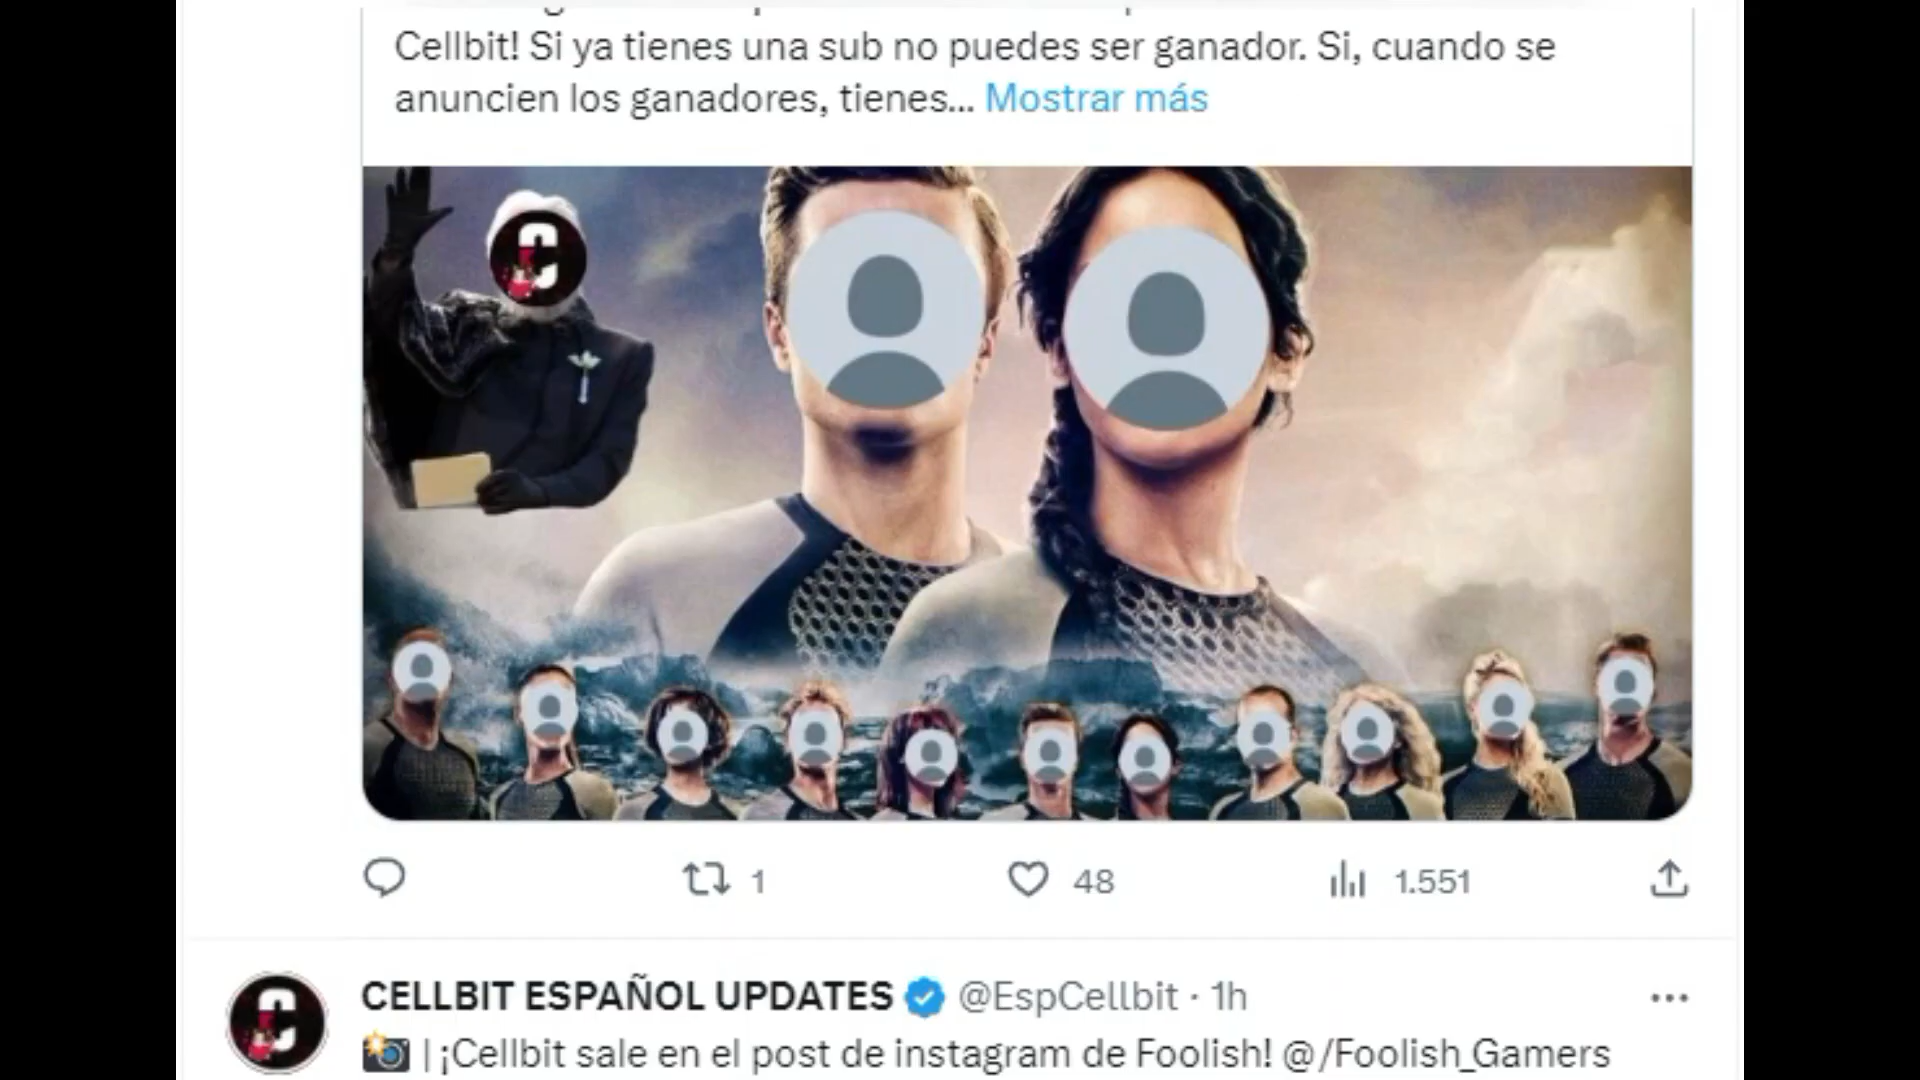 Cellbit! Si ya tienes una sub no puedes ser ganador. Si, cuando se
anuncien los ganadores, tienes... Mostrar más
1 48 1.551
CELLBIT ESPAÑOL UPDATES @EspCellbit · 1h
| ¡Cellbit sale en el post de instagram de Foolish! @/Foolish_Gamers